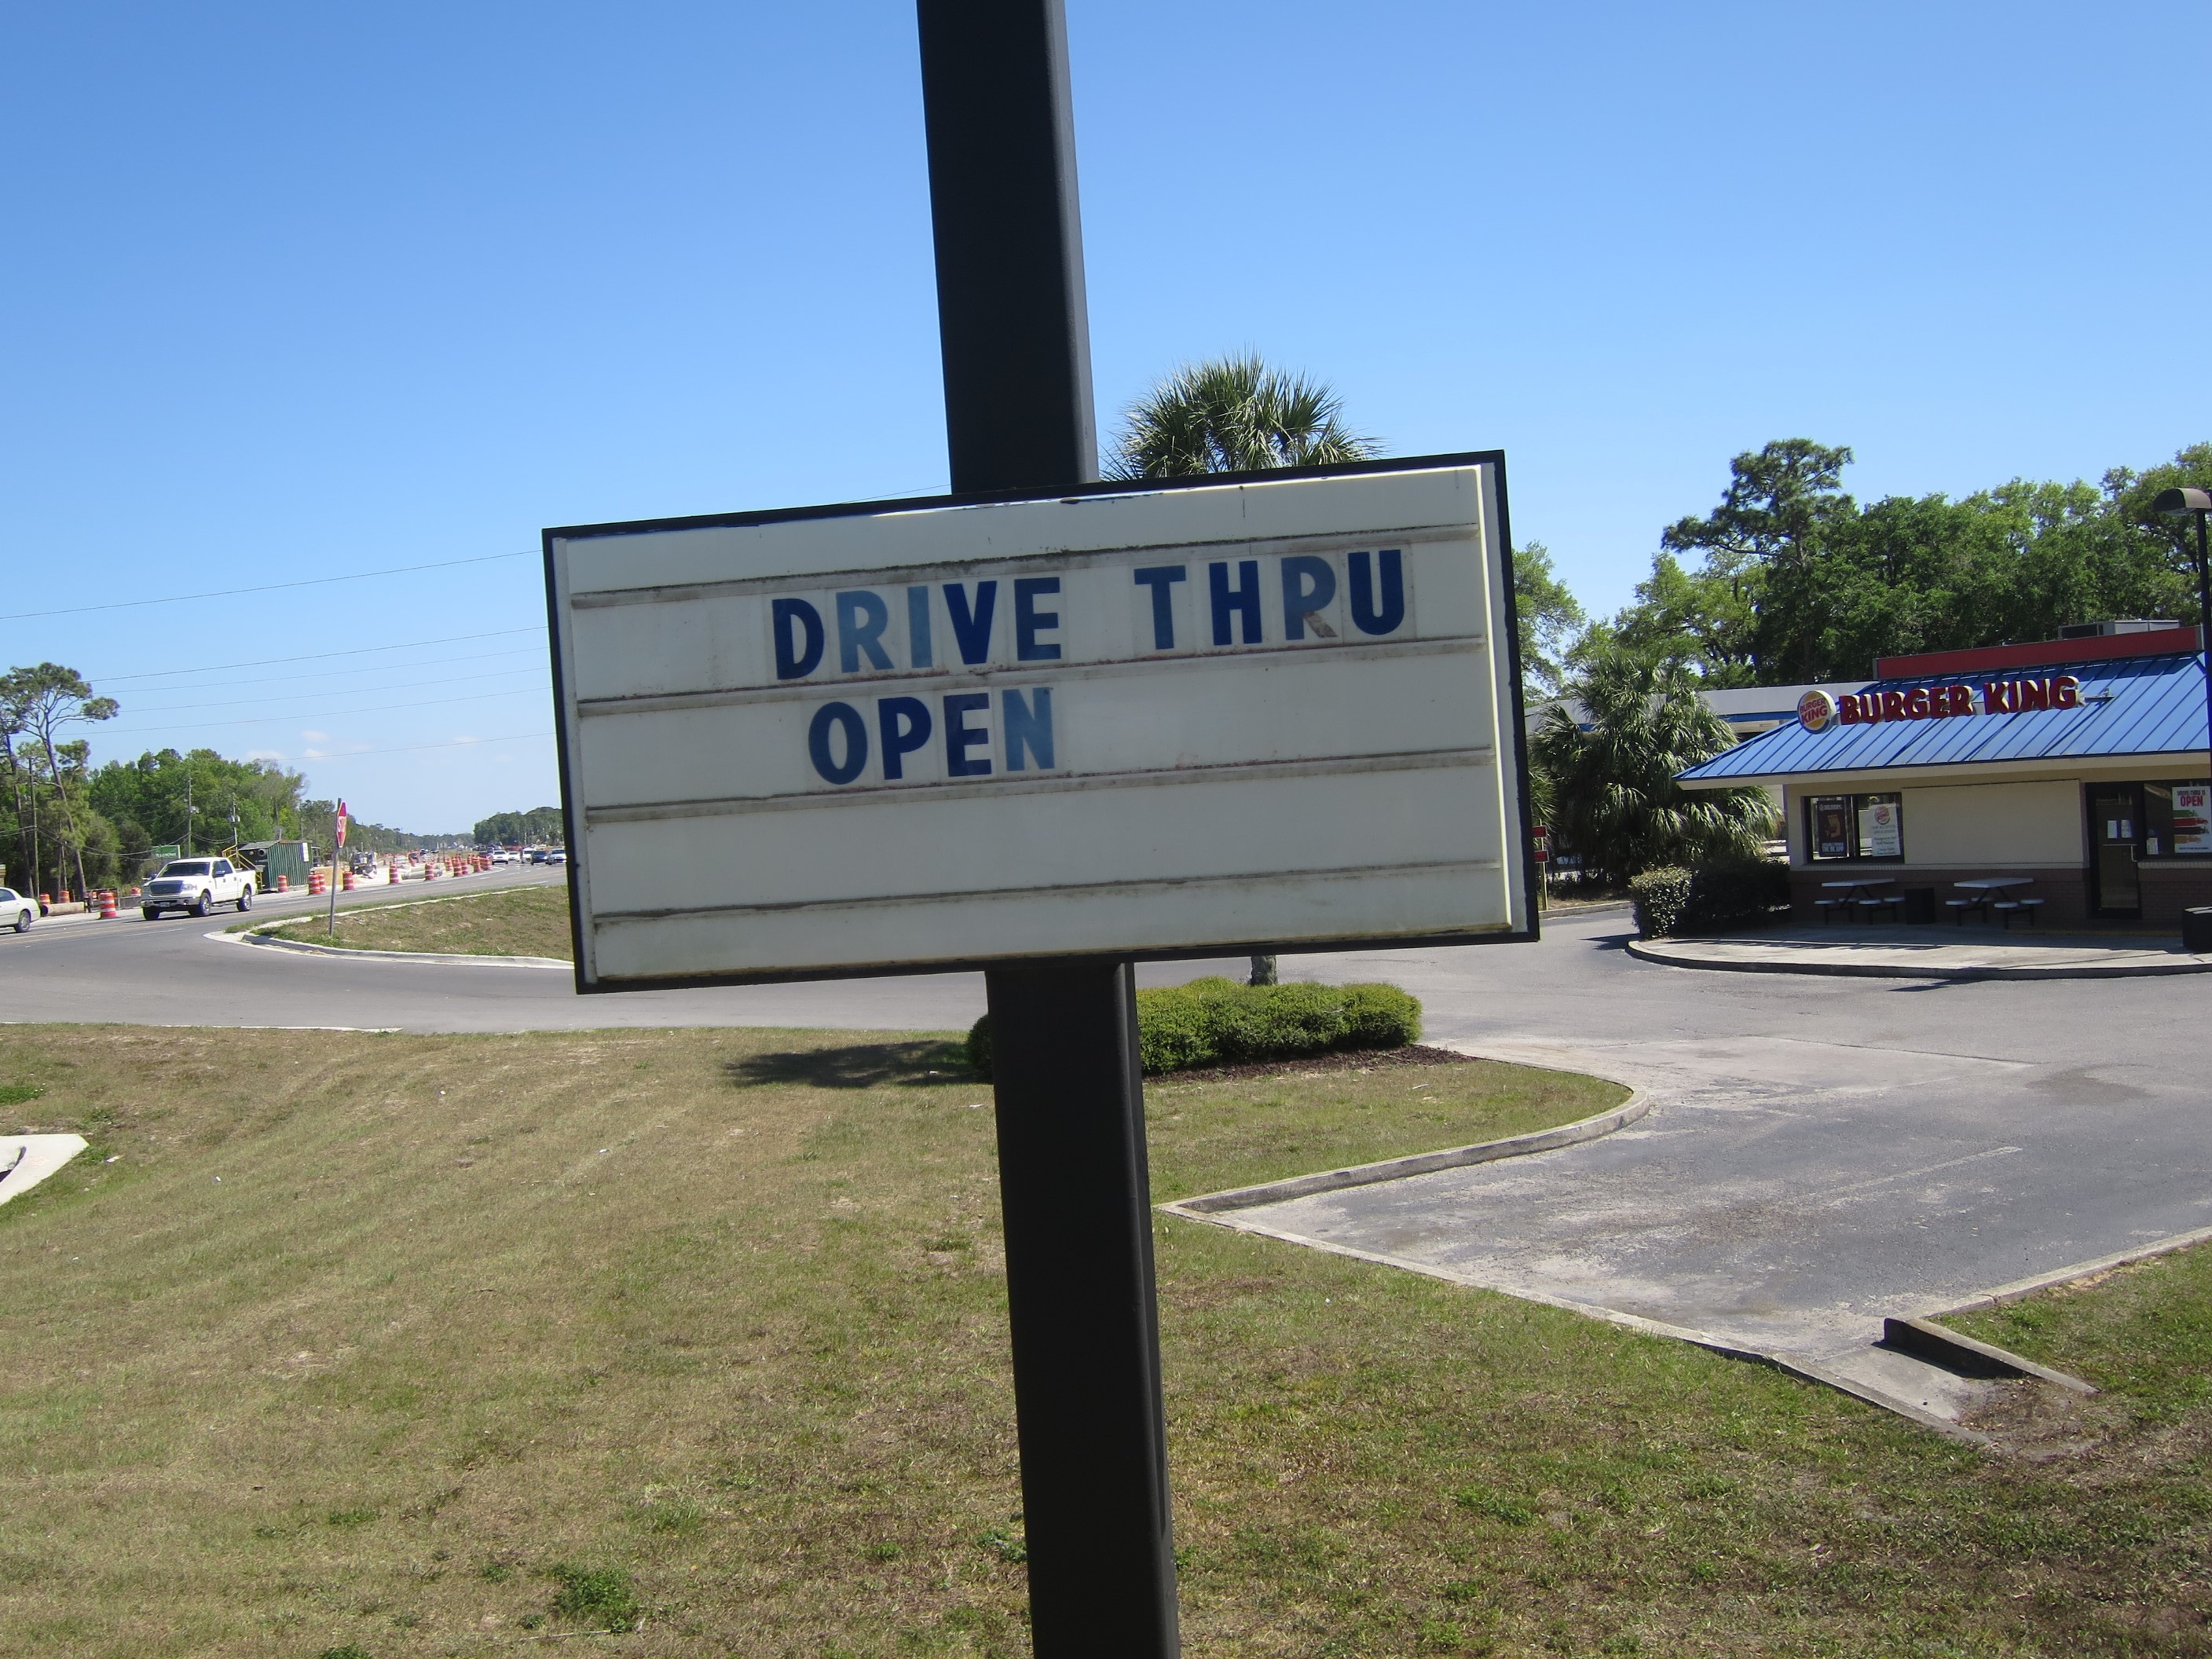 DRIVE THRU
OPEN
BURGER KING
BURGER KING
OPEN